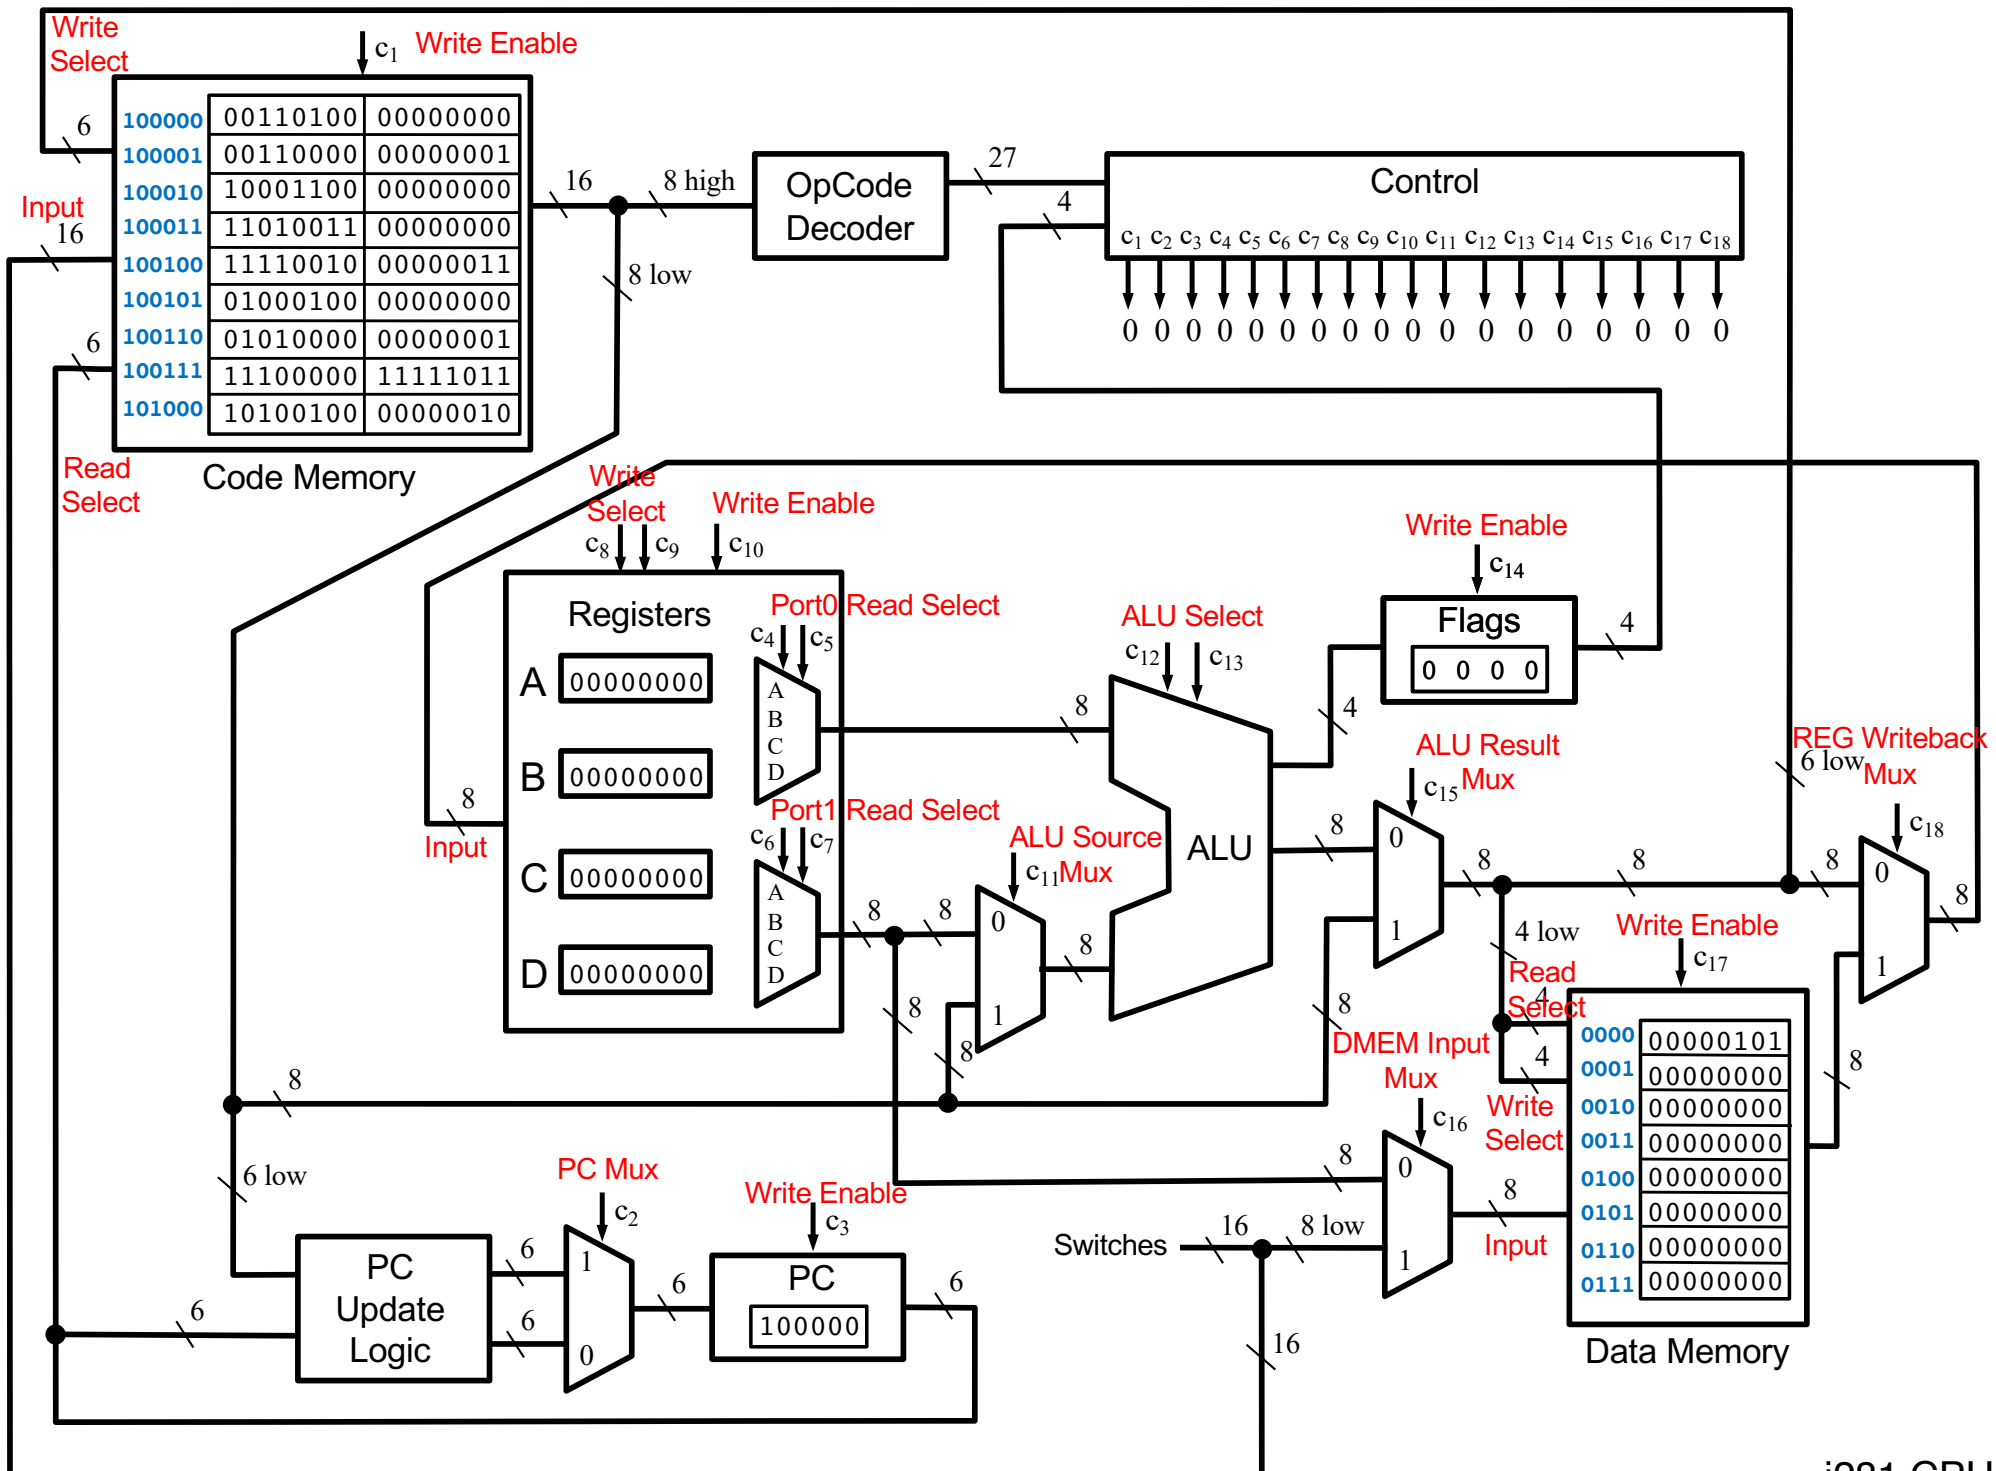 Write
Select
c1 Write Enable
6
Input
16
6
Read
Select
100000 00110100 00000000
100001 00110000 00000001
100010 10001100 00000000
100011 11010011 00000000
100100 11110010 00000011
100101 01000100 00000000
100110 01010000 00000001
100111 11100000 11111011
101000 10100100 00000010
Code Memory
16
8 high
8 low
OpCode
Decoder
27
4
Control
c1 c2 c3 c4 c5 c6 c7 c8 c9 c10 c11 c12 c13 c14 c15 c16 c17 c18
0 0 0 0 0 0 0 0 0 0 0 0 0 0 0 0 0 0
Write
Select
c8 c9
Write Enable
c10
Registers
A 00000000
B 00000000
C 00000000
D 00000000
8
Input
Port0 Read Select
c4 c5
A
B
C
D
Port1 Read Select
c6 c7
A
B
C
D
8
8
8
8
ALU Source
Mux
c11
0
1
8
8
ALU Select
c12 c13
ALU
8
4
Write Enable
c14
Flags
0 0 0 0
4
ALU Result
Mux
c15
0
1
8
8
8
8
6 low
REG Writeback
Mux
c18
0
1
8
4 low
Read
Select
4
4
Write
Select
Write Enable
c17
0000 00000101
0001 00000000
0010 00000000
0011 00000000
0100 00000000
0101 00000000
0110 00000000
0111 00000000
Data Memory
8
DMEM Input
Mux
c16
0
1
8
8
Input
Switches
16
8 low
16
8
6 low
6
PC
Update
Logic
6
6
PC Mux
c2
1
0
6
Write Enable
c3
PC
100000
6